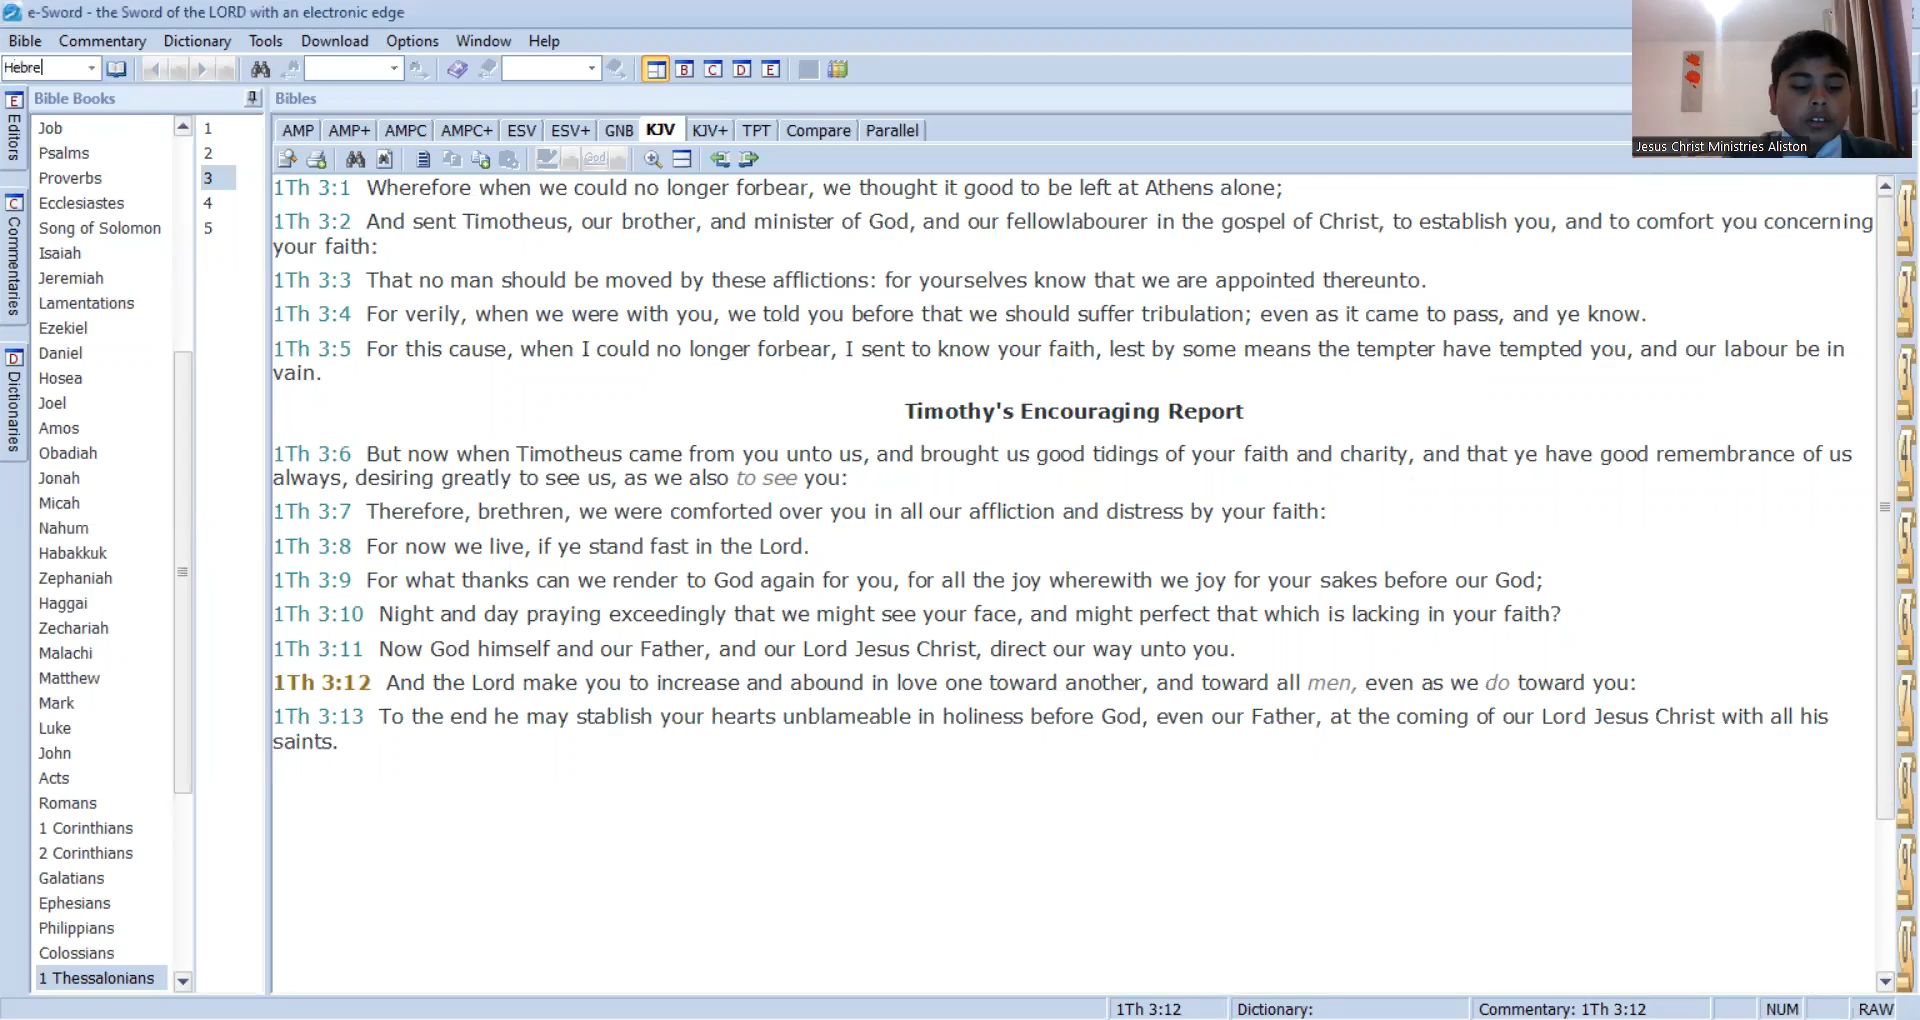 e-Sword - the Sword of the LORD with an electronic edge
Bible Commentary Dictionary Tools Download Options Window Help
Hebre
B C D E
E Editors
C Commentaries
D Dictionaries
Bible Books
Job
Psalms
Proverbs
Ecclesiastes
Song of Solomon
Isaiah
Jeremiah
Lamentations
Ezekiel
Daniel
Hosea
Joel
Amos
Obadiah
Jonah
Micah
Nahum
Habakkuk
Zephaniah
Haggai
Zechariah
Malachi
Matthew
Mark
Luke
John
Acts
Romans
1 Corinthians
2 Corinthians
Galatians
Ephesians
Philippians
Colossians
1 Thessalonians
1
2
3
4
5
Bibles
AMP AMP+ AMPC AMPC+ ESV ESV+ GNB KJV KJV+ TPT Compare Parallel
God
1Th 3:1 Wherefore when we could no longer forbear, we thought it good to be left at Athens alone;
1Th 3:2 And sent Timotheus, our brother, and minister of God, and our fellowlabourer in the gospel of Christ, to establish you, and to comfort you concerning
your faith:
1Th 3:3 That no man should be moved by these afflictions: for yourselves know that we are appointed thereunto.
1Th 3:4 For verily, when we were with you, we told you before that we should suffer tribulation; even as it came to pass, and ye know.
1Th 3:5 For this cause, when I could no longer forbear, I sent to know your faith, lest by some means the tempter have tempted you, and our labour be in
vain.
Timothy's Encouraging Report
1Th 3:6 But now when Timotheus came from you unto us, and brought us good tidings of your faith and charity, and that ye have good remembrance of us
always, desiring greatly to see us, as we also to see you:
1Th 3:7 Therefore, brethren, we were comforted over you in all our affliction and distress by your faith:
1Th 3:8 For now we live, if ye stand fast in the Lord.
1Th 3:9 For what thanks can we render to God again for you, for all the joy wherewith we joy for your sakes before our God;
1Th 3:10 Night and day praying exceedingly that we might see your face, and might perfect that which is lacking in your faith?
1Th 3:11 Now God himself and our Father, and our Lord Jesus Christ, direct our way unto you.
1Th 3:12 And the Lord make you to increase and abound in love one toward another, and toward all men, even as we do toward you:
1Th 3:13 To the end he may stablish your hearts unblameable in holiness before God, even our Father, at the coming of our Lord Jesus Christ with all his
saints.
Jesus Christ Ministries Aliston
1Th 3:12 Dictionary: Commentary: 1Th 3:12 NUM RAW